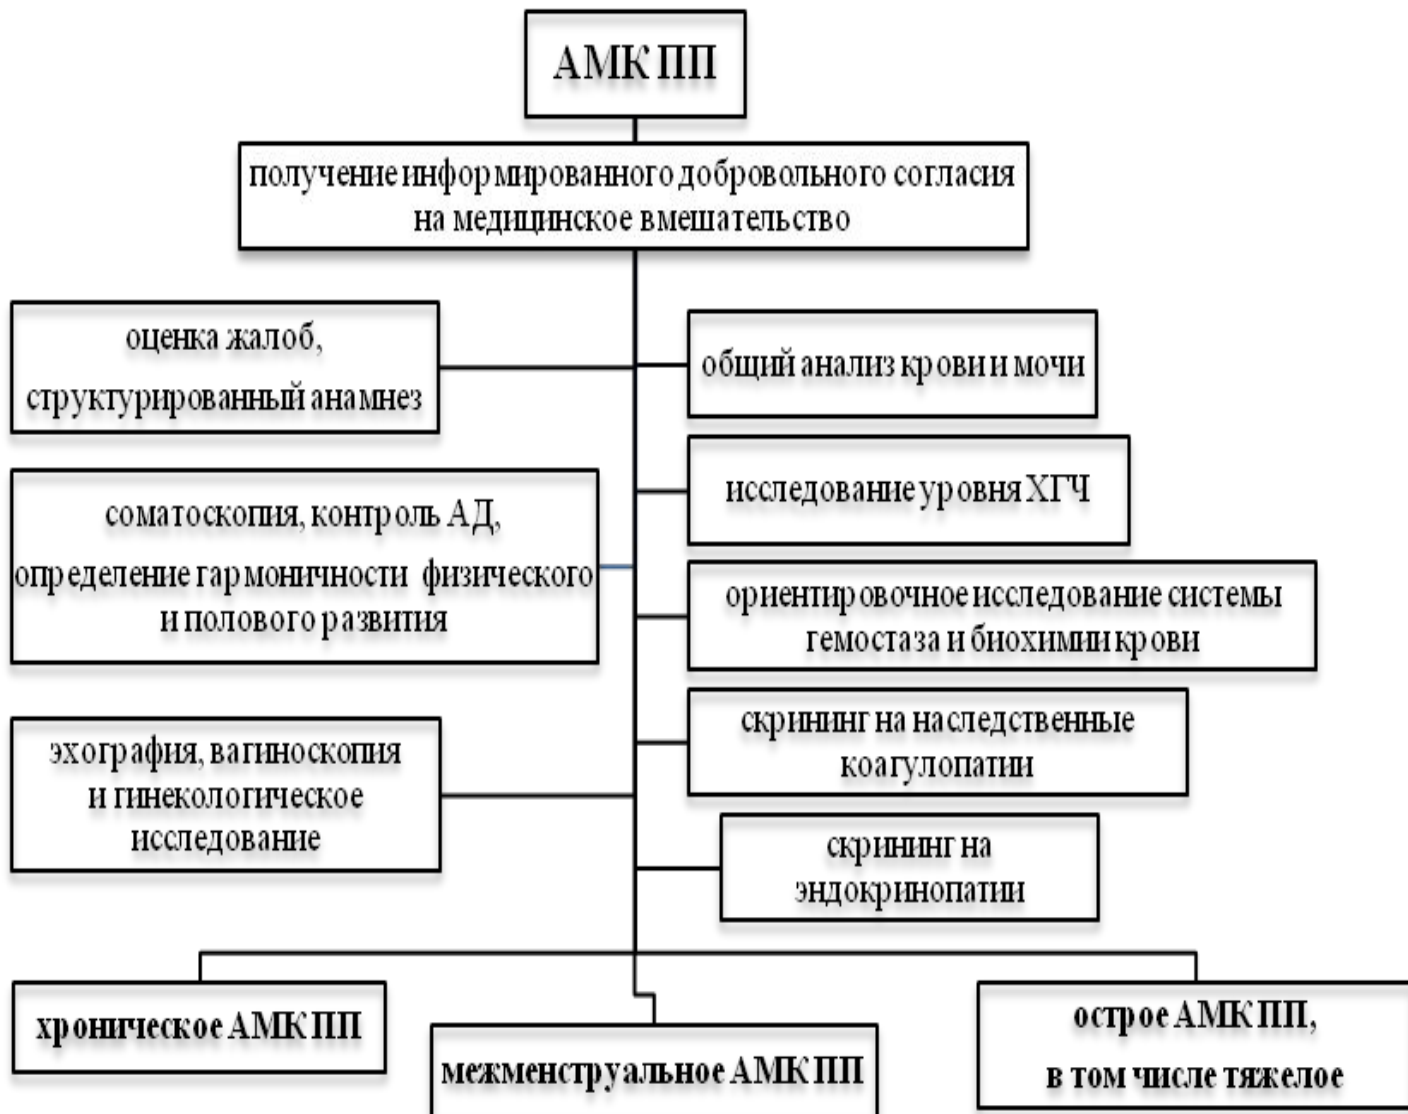 АМК ПП
получение информированного добровольного согласия
на медицинское вмешательство
оценка жалоб,
структурированный анамнез
общий анализ крови и мочи
исследование уровня ХГЧ
соматоскопия, контроль АД,
определение гармоничности физического
и полового развития
ориентировочное исследование системы
гемостаза и биохимии крови
скрининг на наследственные
коагулопатии
эхография, вагиноскопия
и гинекологическое
исследование
скрининг на
эндокринопатии
хроническое АМК ПП
межменструальное АМК ПП
острое АМК ПП,
в том числе тяжелое